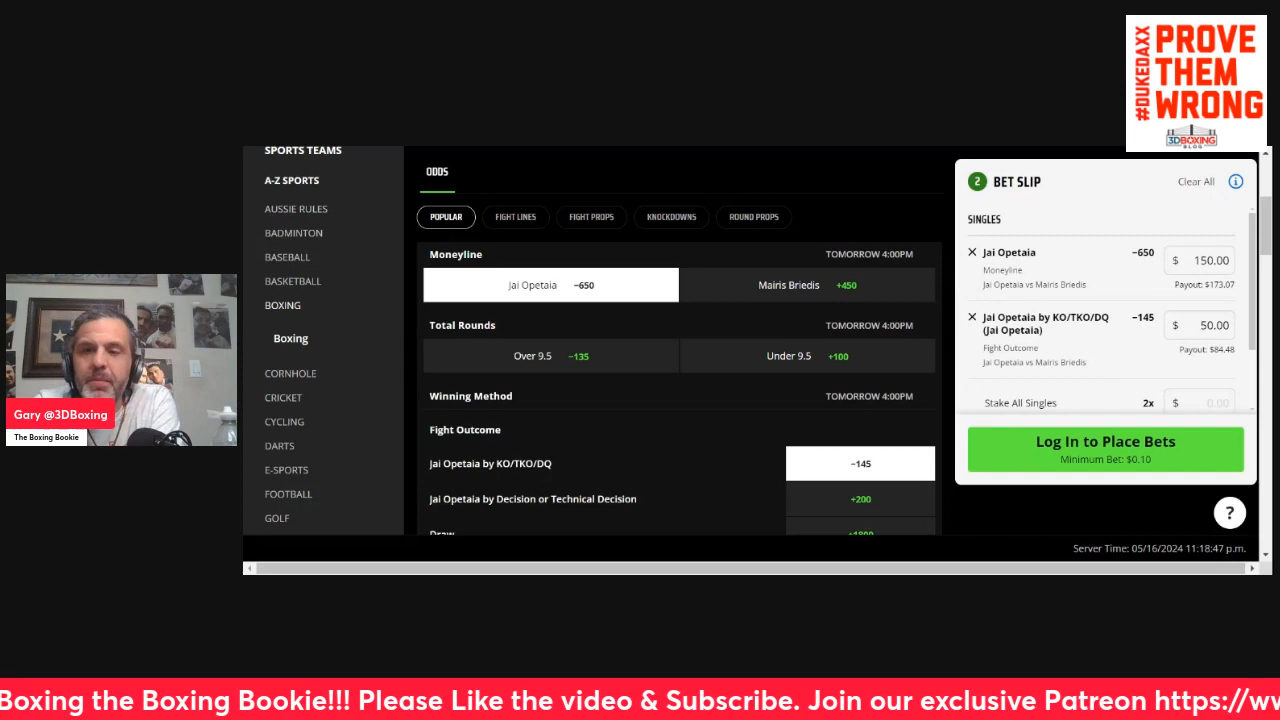 #DUKEDAXX
PROVE
THEM
WRONG
3DBOXING
BLOG
SPORTS TEAMS
A-Z SPORTS
AUSSIE RULES
BADMINTON
BASEBALL
BASKETBALL
BOXING
Boxing
CORNHOLE
CRICKET
CYCLING
DARTS
E-SPORTS
FOOTBALL
GOLF
ODDS
POPULAR FIGHT LINES FIGHT PROPS KNOCKDOWNS ROUND PROPS
Moneyline TOMORROW 4:00PM
Jai Opetaia −650 Mairis Briedis +450
Total Rounds TOMORROW 4:00PM
Over 9.5 −135 Under 9.5 +100
Winning Method TOMORROW 4:00PM
Fight Outcome
Jai Opetaia by KO/TKO/DQ −145
Jai Opetaia by Decision or Technical Decision +200
Draw +1800
2 BET SLIP Clear All i
SINGLES
× Jai Opetaia −650 $ 150.00
Moneyline
Jai Opetaia vs Mairis Briedis Payout: $173.07
× Jai Opetaia by KO/TKO/DQ −145 $ 50.00
(Jai Opetaia)
Fight Outcome Payout: $84.48
Jai Opetaia vs Mairis Briedis
Stake All Singles 2x $ 0.00
Log In to Place Bets
Minimum Bet: $0.10
?
Server Time: 05/16/2024 11:18:47 p.m.
Gary @3DBoxing
The Boxing Bookie
Boxing the Boxing Bookie!!! Please Like the video & Subscribe. Join our exclusive Patreon https://ww